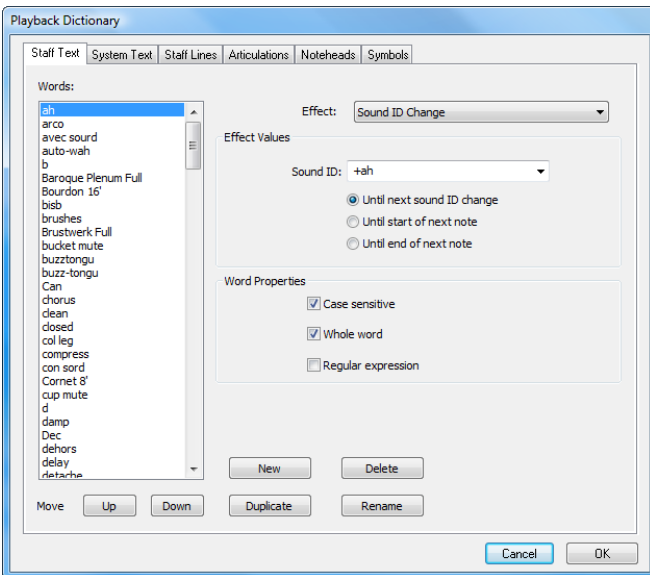 Playback Dictionary
Staff Text System Text Staff Lines Articulations Noteheads Symbols
Words:
ah
arco
avec sourd
auto-wah
b
Baroque Plenum Full
Bourdon 16'
bisb
brushes
Brustwerk Full
bucket mute
buzztongu
buzz-tongu
Can
chorus
clean
closed
col leg
compress
con sord
Cornet 8'
cup mute
d
damp
Dec
dehors
delay
detache
Move Up Down
Effect: Sound ID Change
Effect Values
Sound ID: +ah
Until next sound ID change
Until start of next note
Until end of next note
Word Properties
Case sensitive
Whole word
Regular expression
New Delete
Duplicate Rename
Cancel OK